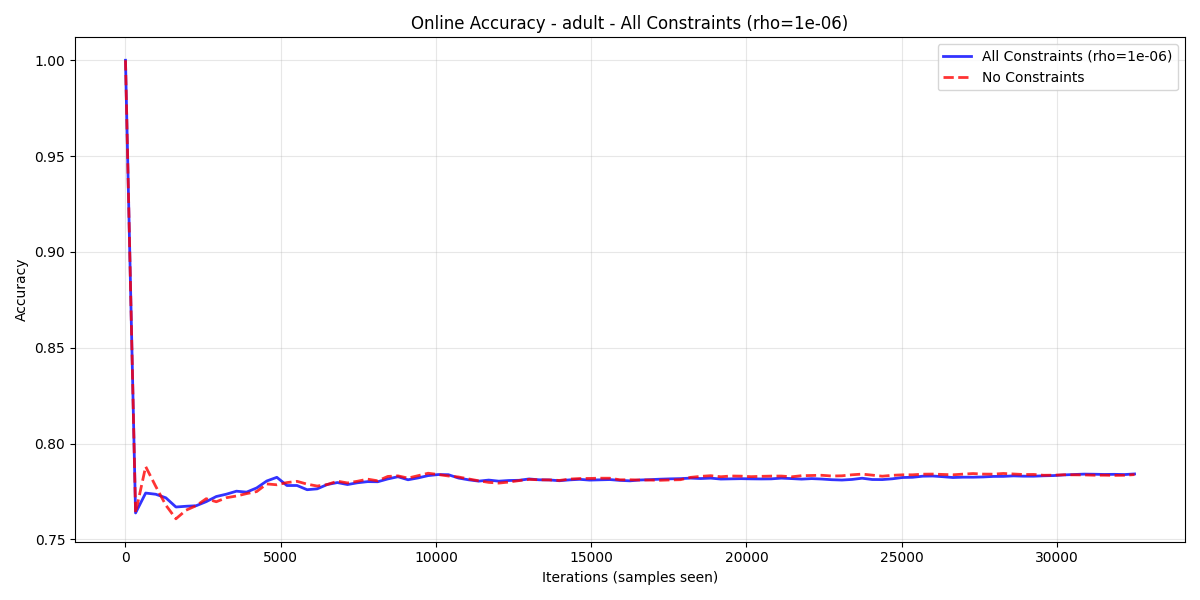 Online Accuracy - adult - All Constraints (rho=1e-06)
All Constraints (rho=1e-06)
No Constraints
Accuracy
1.00
0.95
0.90
0.85
0.80
0.75
0 5000 10000 15000 20000 25000 30000
Iterations (samples seen)